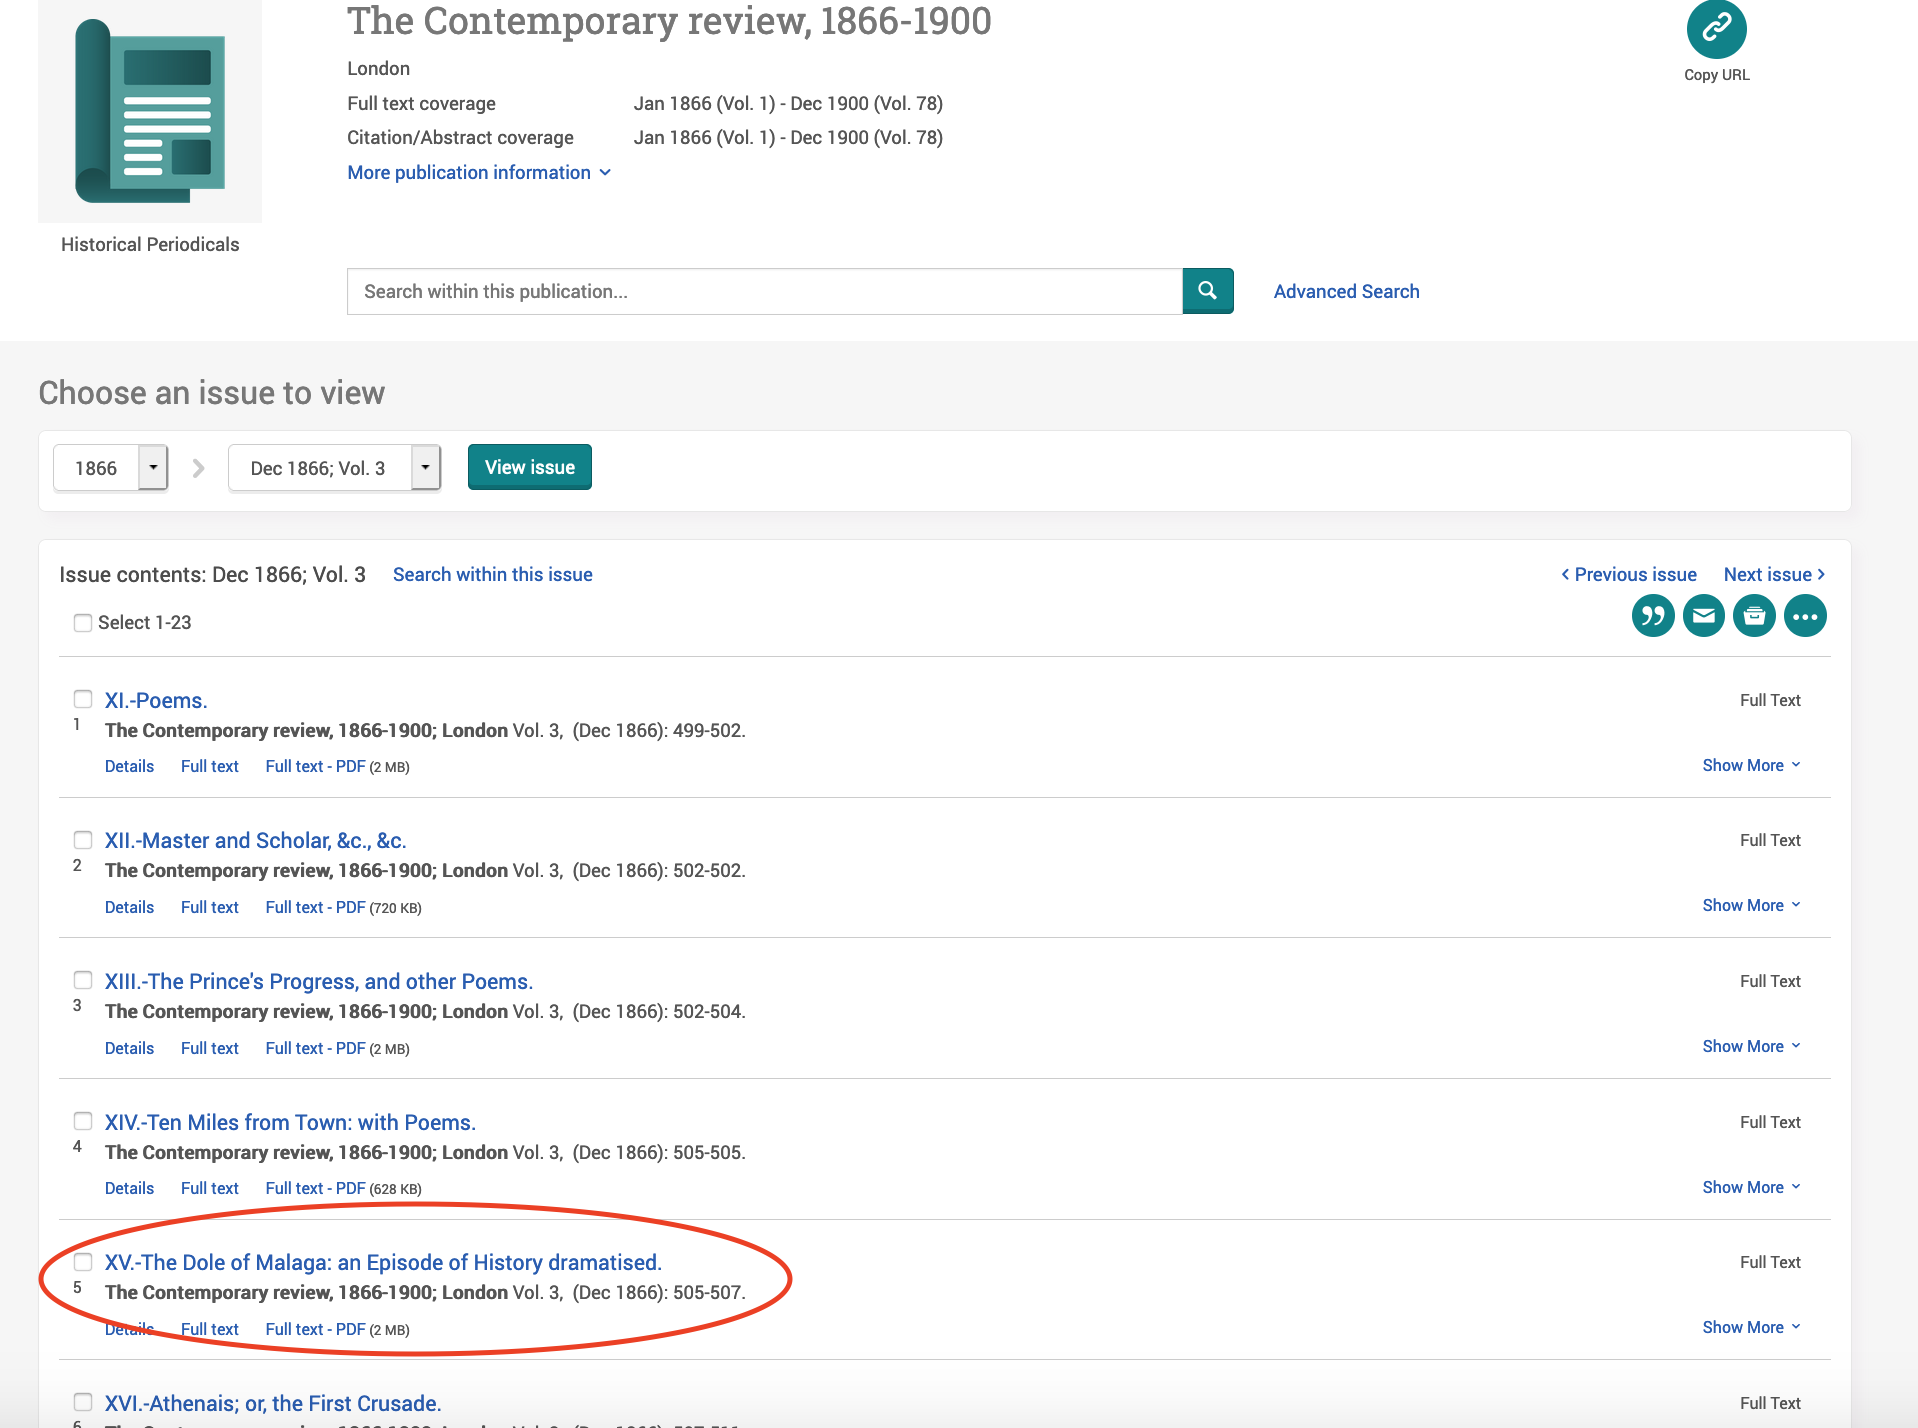 The Contemporary review, 1866-1900
London
Full text coverage Jan 1866 (Vol. 1) - Dec 1900 (Vol. 78)
Citation/Abstract coverage Jan 1866 (Vol. 1) - Dec 1900 (Vol. 78)
More publication information
Copy URL
Historical Periodicals
Search within this publication...
Advanced Search
Choose an issue to view
1866
Dec 1866; Vol. 3
View issue
Issue contents: Dec 1866; Vol. 3 Search within this issue
Previous issue Next issue
Select 1-23
XI.-Poems. Full Text
1 The Contemporary review, 1866-1900; London Vol. 3, (Dec 1866): 499-502.
Details Full text Full text - PDF (2 MB) Show More
XII.-Master and Scholar, &c., &c. Full Text
2 The Contemporary review, 1866-1900; London Vol. 3, (Dec 1866): 502-502.
Details Full text Full text - PDF (720 KB) Show More
XIII.-The Prince's Progress, and other Poems. Full Text
3 The Contemporary review, 1866-1900; London Vol. 3, (Dec 1866): 502-504.
Details Full text Full text - PDF (2 MB) Show More
XIV.-Ten Miles from Town: with Poems. Full Text
4 The Contemporary review, 1866-1900; London Vol. 3, (Dec 1866): 505-505.
Details Full text Full text - PDF (628 KB) Show More
XV.-The Dole of Malaga: an Episode of History dramatised. Full Text
5 The Contemporary review, 1866-1900; London Vol. 3, (Dec 1866): 505-507.
Details Full text Full text - PDF (2 MB) Show More
XVI.-Athenais; or, the First Crusade. Full Text